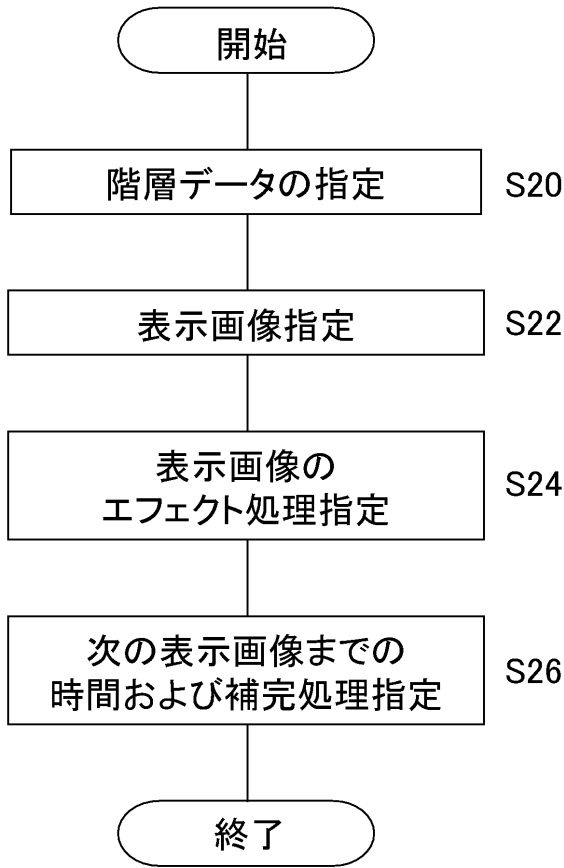 開始
階層データの指定
S20
表示画像指定
S22
表示画像の
エフェクト処理指定
S24
次の表示画像までの
時間および補完処理指定
S26
終了